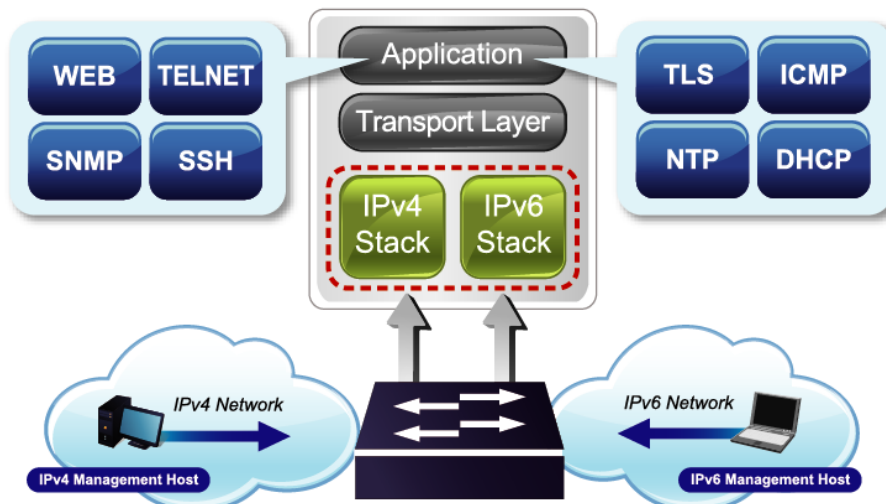 WEB
TELNET
SNMP
SSH
Application
Transport Layer
IPv4
Stack
IPv6
Stack
TLS
ICMP
NTP
DHCP
IPv4 Network
IPv4 Management Host
IPv6 Network
IPv6 Management Host